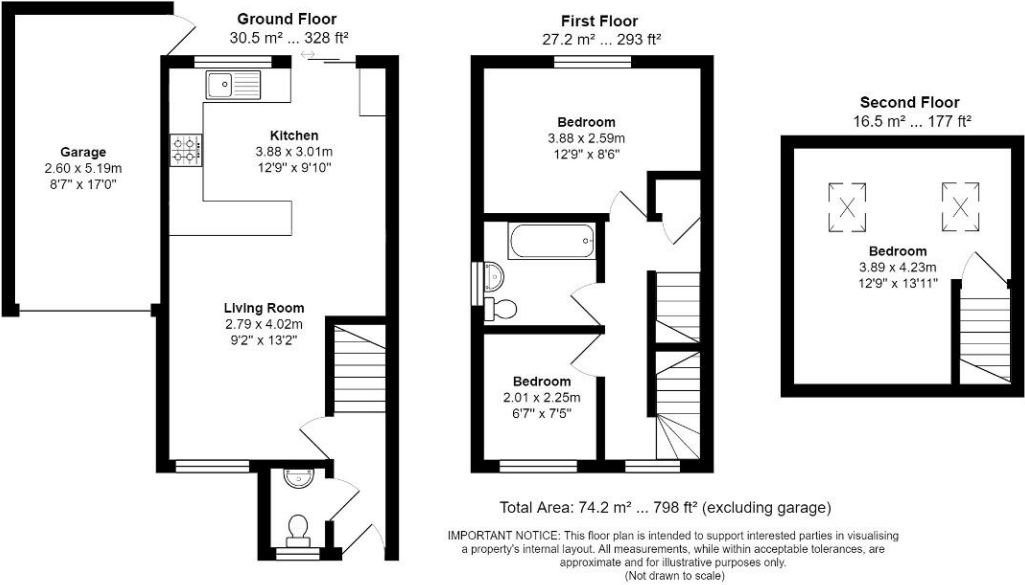 Ground Floor
30.5 m² ... 328 ft²
First Floor
27.2 m² ... 293 ft²
Second Floor
16.5 m² ... 177 ft²
Garage
2.60 x 5.19m
8'7" x 17'0"
Kitchen
3.88 x 3.01m
12'9" x 9'10"
Living Room
2.79 x 4.02m
9'2" x 13'2"
Bedroom
3.88 x 2.59m
12'9" x 8'6"
Bedroom
2.01 x 2.25m
6'7" x 7'5"
Bedroom
3.89 x 4.23m
12'9" x 13'11"
Total Area: 74.2 m² ... 798 ft² (excluding garage)
IMPORTANT NOTICE: This floor plan is intended to support interested parties in visualising
a property's internal layout. All measurements, while within acceptable tolerances, are
approximate and for illustrative purposes only.
(Not drawn to scale)